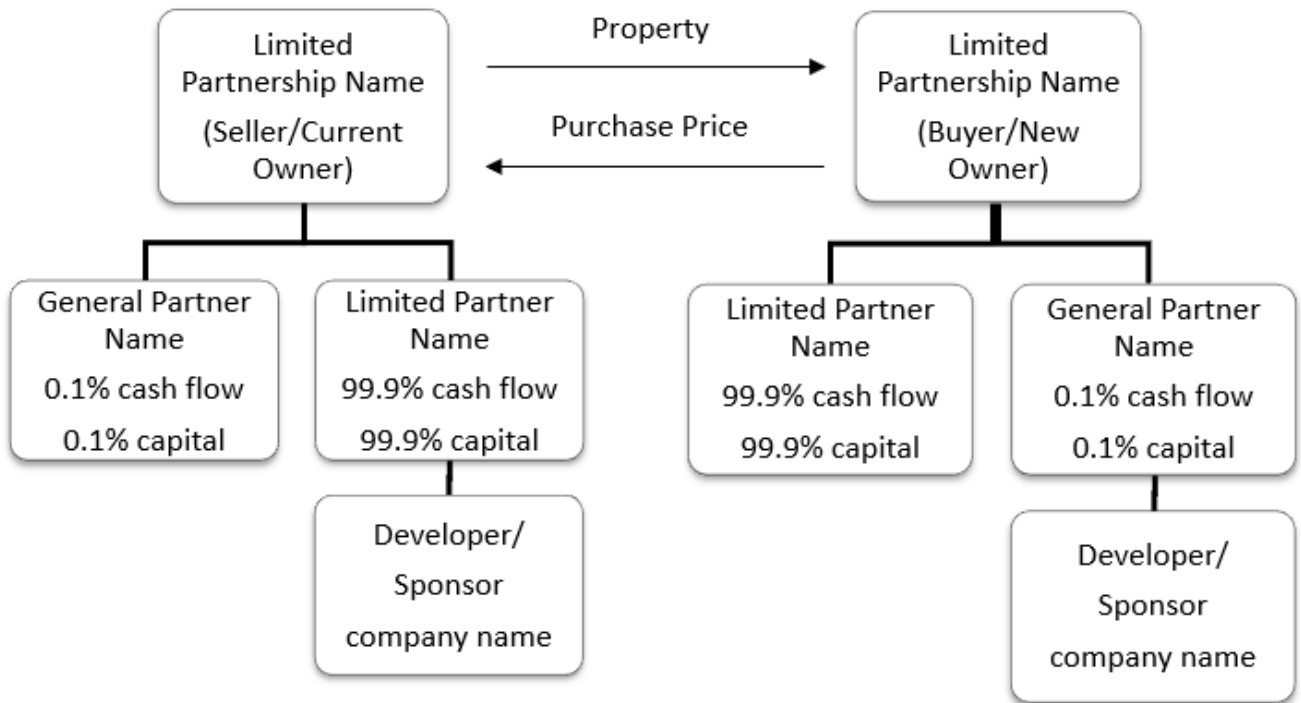 Limited
Partnership Name
(Seller/Current
Owner)
Property
Purchase Price
Limited
Partnership Name
(Buyer/New
Owner)
General Partner
Name
0.1% cash flow
0.1% capital
Limited Partner
Name
99.9% cash flow
99.9% capital
Limited Partner
Name
99.9% cash flow
99.9% capital
General Partner
Name
0.1% cash flow
0.1% capital
Developer/
Sponsor
company name
Developer/
Sponsor
company name